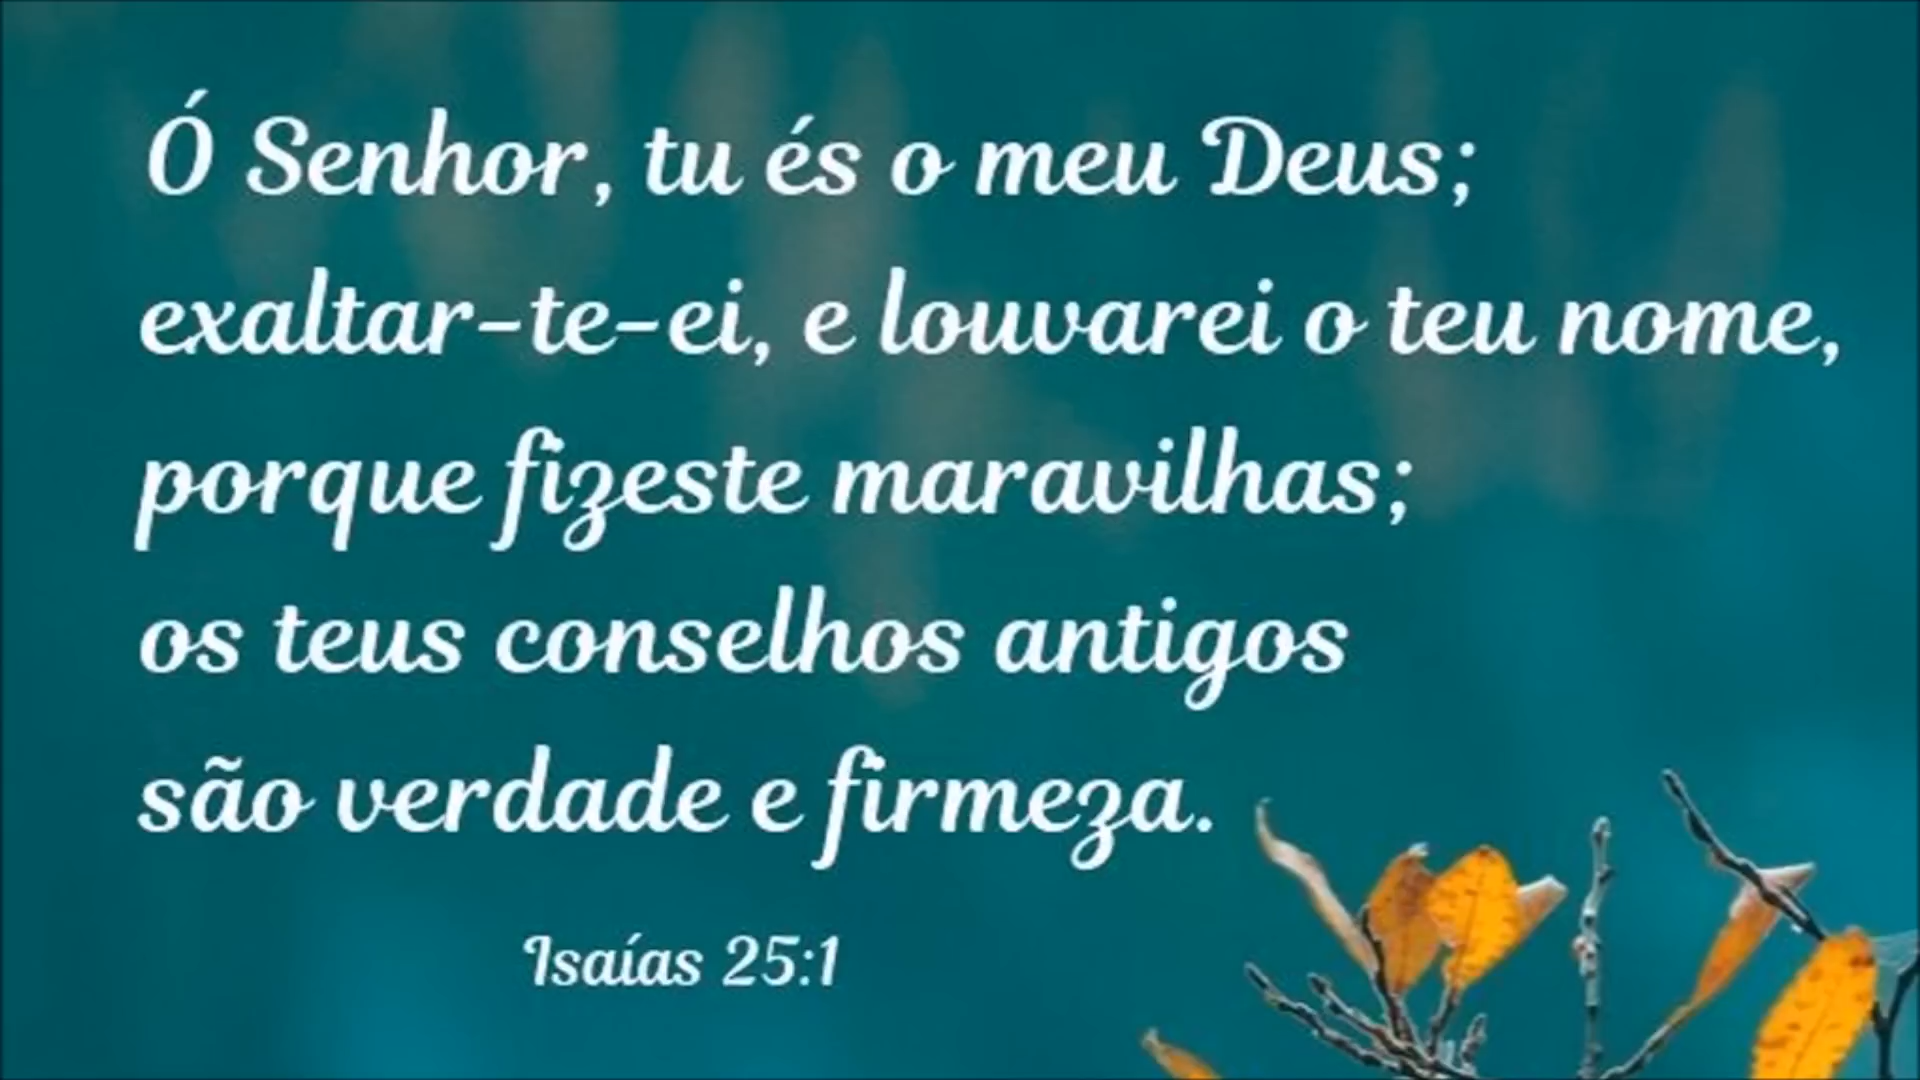 Ó Senhor, tu és o meu Deus;
exaltar-te-ei, e louvarei o teu nome,
porque fizeste maravilhas;
os teus conselhos antigos
são verdade e firmeza.
Isaías 25:1